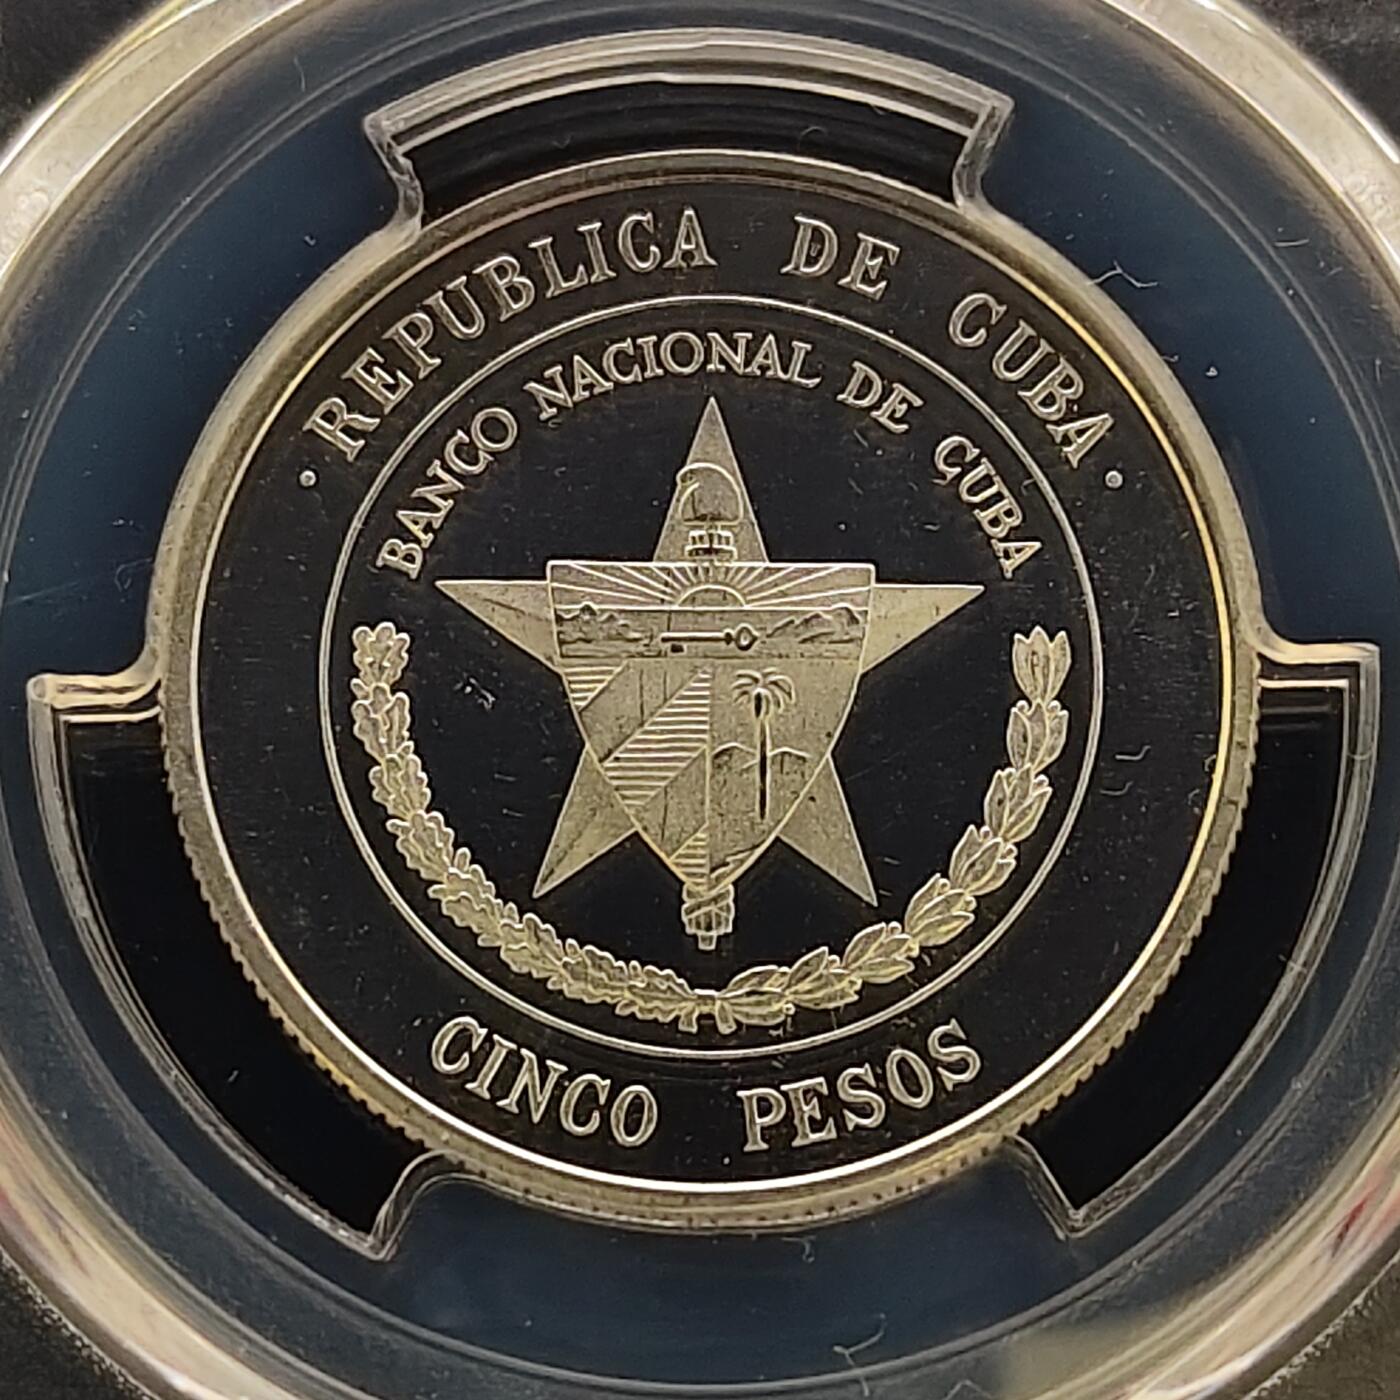 · REPUBLICA DE CUBA ·
BANCO NACIONAL DE CUBA
CINCO PESOS